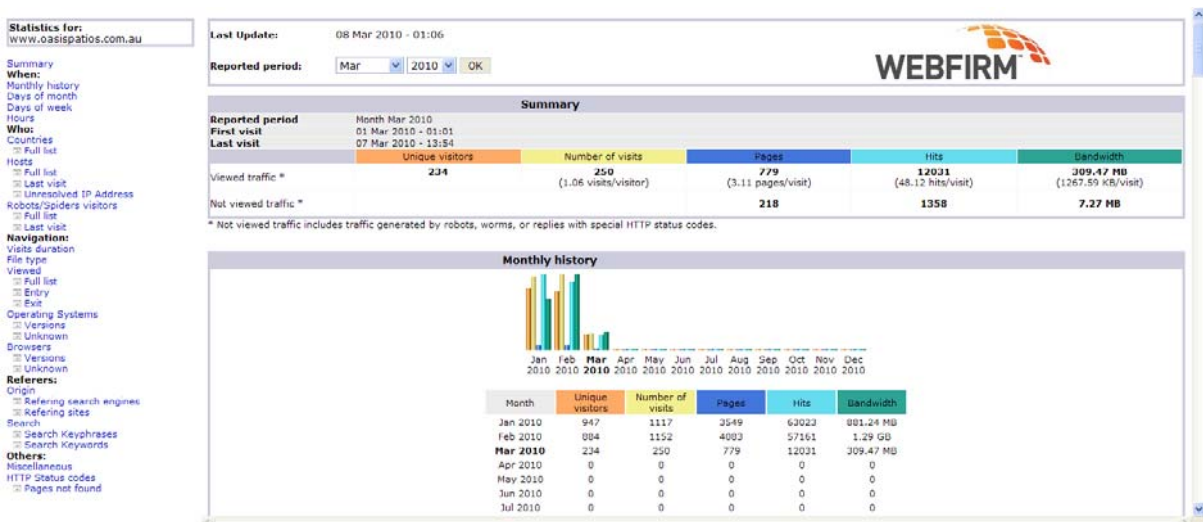 Statistics for:
www.oasispatios.com.au
Summary
When:
Monthly history
Days of month
Days of week
Hours
Who:
Countries
Full list
Hosts
Full list
Last visit
Unresolved IP Address
Robots/Spiders visitors
Full list
Last visit
Navigation:
Visits duration
File type
Viewed
Full list
Entry
Exit
Operating Systems
Versions
Unknown
Browsers
Versions
Unknown
Referers:
Origin
Refering search engines
Refering sites
Search
Search Keyphrases
Search Keywords
Others:
Miscellaneous
HTTP Status codes
Pages not found
Last Update: 08 Mar 2010 - 01:06
Reported period: Mar 2010 OK
WEBFIRM
Summary
Reported period Month Mar 2010
First visit 01 Mar 2010 - 01:01
Last visit 07 Mar 2010 - 13:54
Unique visitors Number of visits Pages Hits Bandwidth
Viewed traffic * 234 250 779 12031 309.47 MB
(1.06 visits/visitor) (3.11 pages/visit) (48.12 hits/visit) (1267.59 KB/visit)
Not viewed traffic * 218 1358 7.27 MB
* Not viewed traffic includes traffic generated by robots, worms, or replies with special HTTP status codes.
Monthly history
Jan Feb Mar Apr May Jun Jul Aug Sep Oct Nov Dec
2010 2010 2010 2010 2010 2010 2010 2010 2010 2010 2010 2010
Month Unique visitors Number of visits Pages Hits Bandwidth
Jan 2010 947 1117 3549 63023 881.24 MB
Feb 2010 884 1152 4083 57161 1.29 GB
Mar 2010 234 250 779 12031 309.47 MB
Apr 2010 0 0 0 0 0
May 2010 0 0 0 0 0
Jun 2010 0 0 0 0 0
Jul 2010 0 0 0 0 0